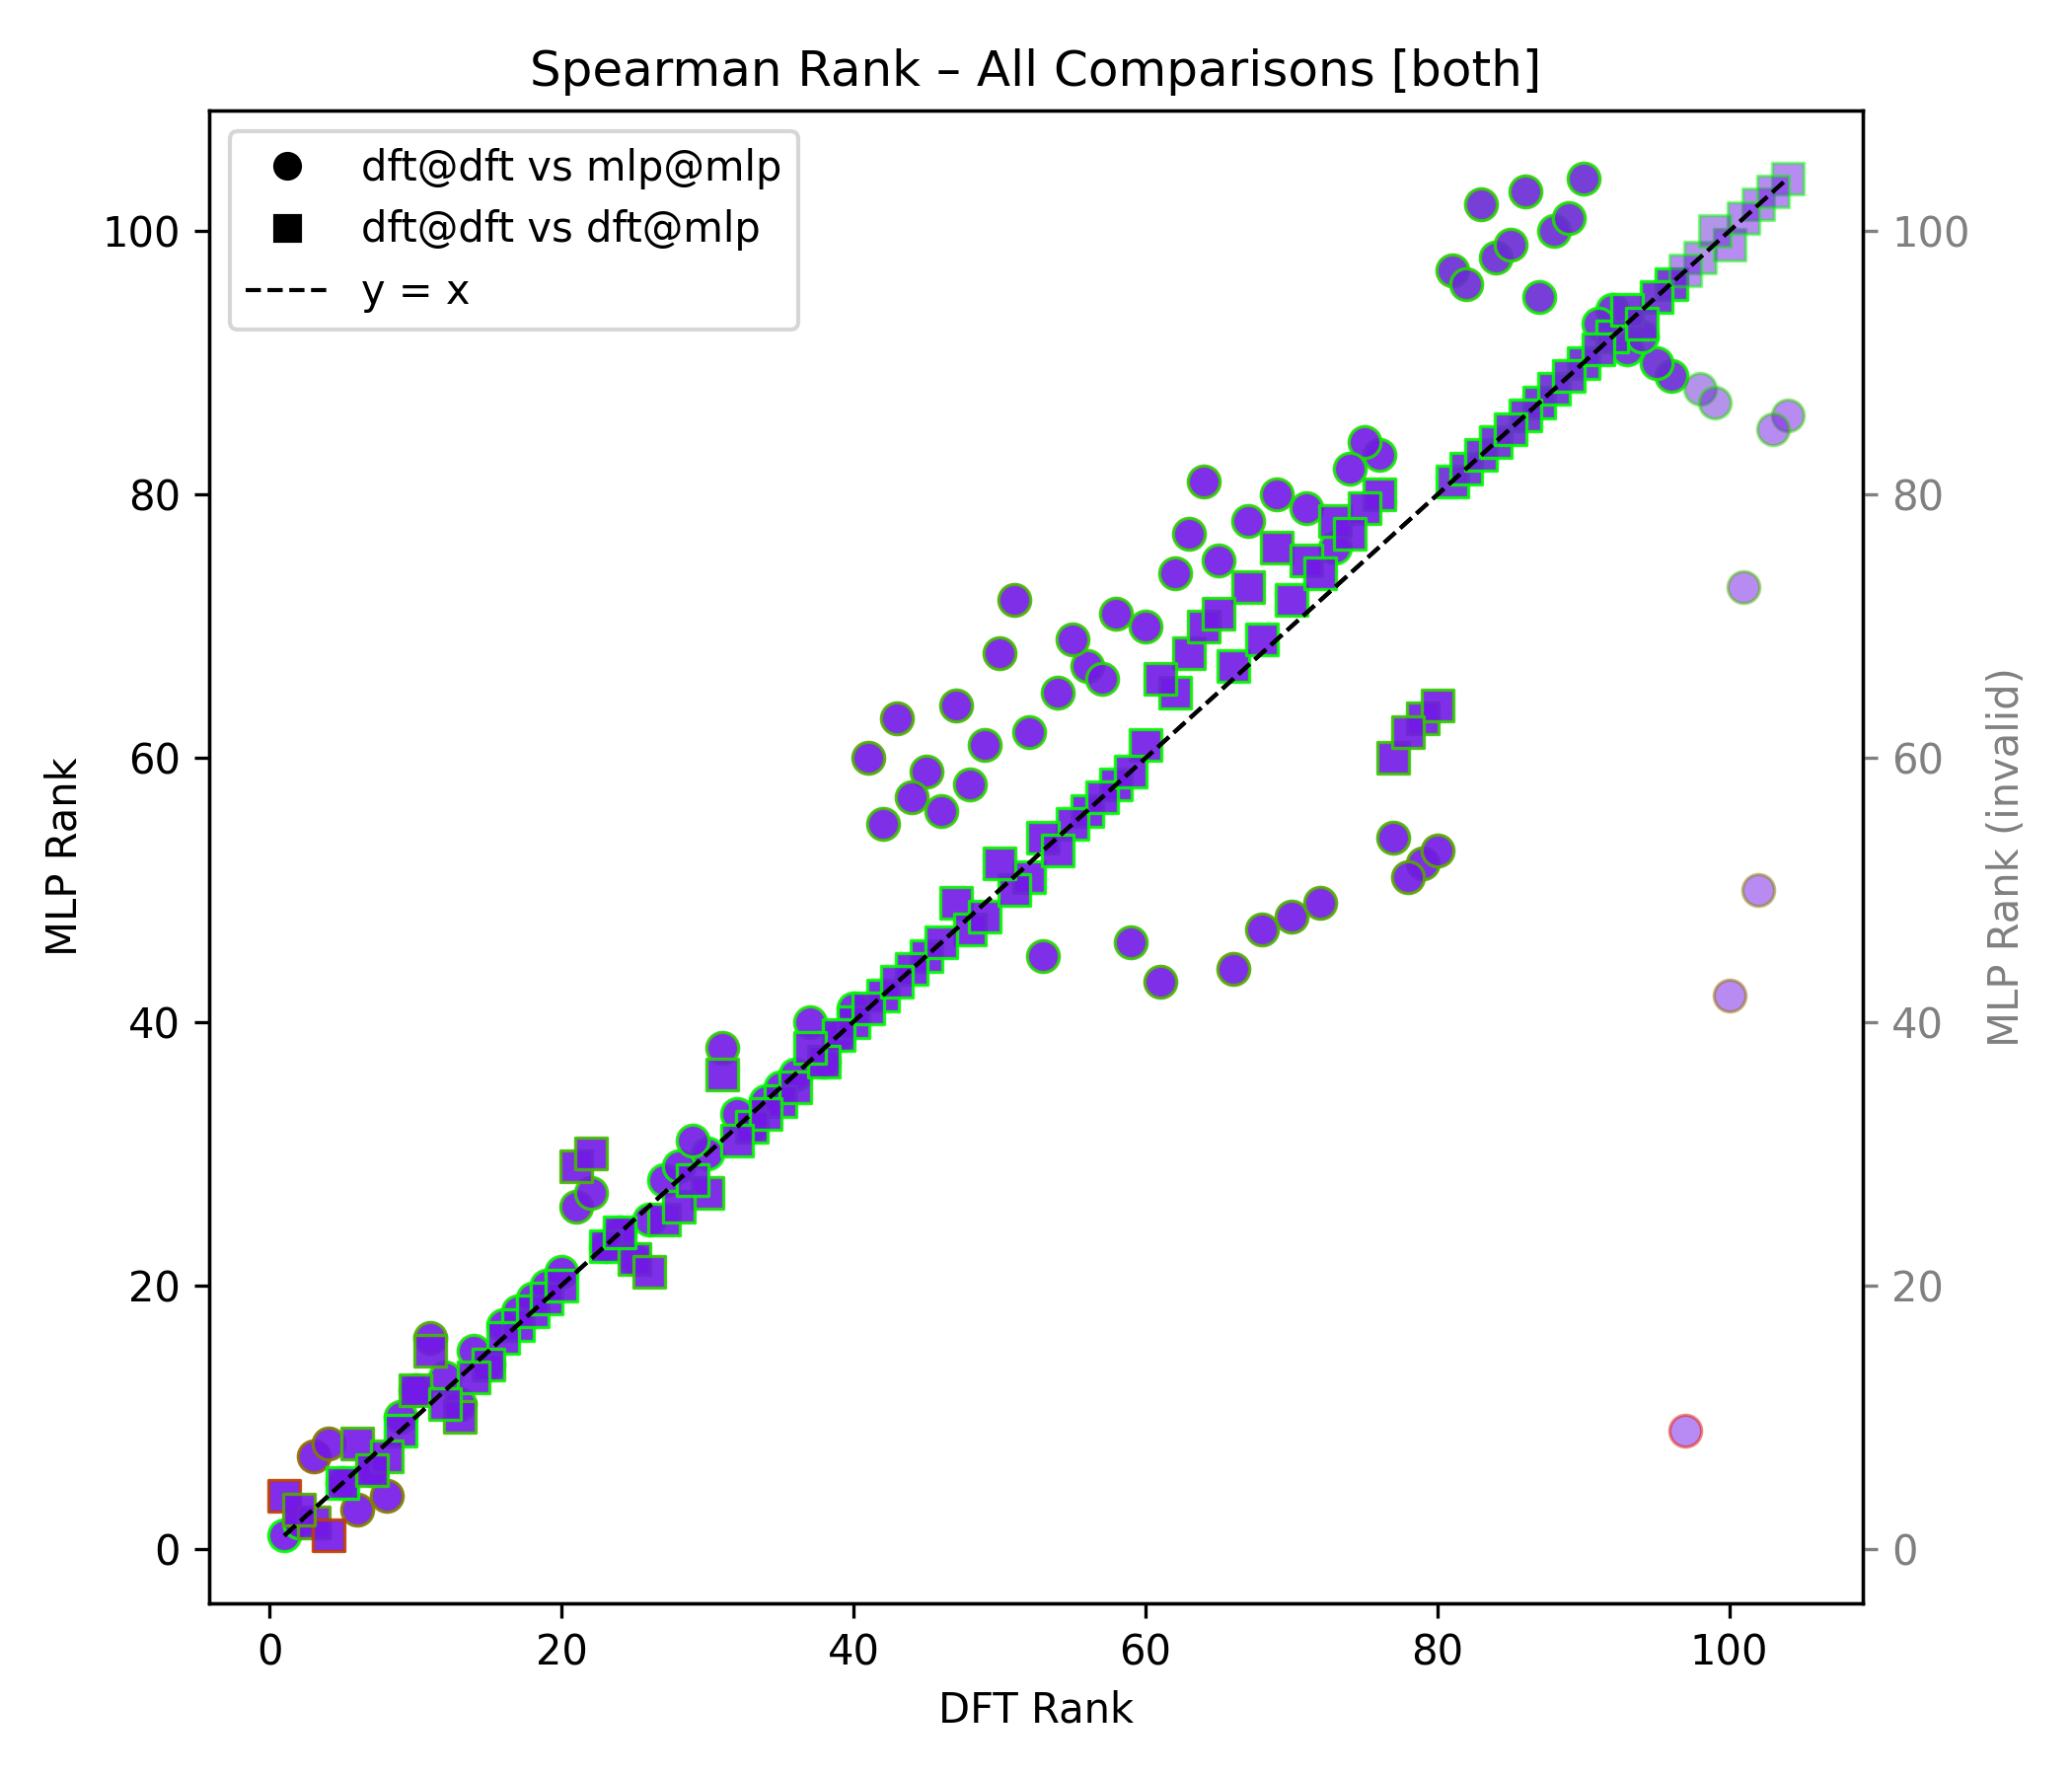 Spearman Rank – All Comparisons [both]
dft@dft vs mlp@mlp
dft@dft vs dft@mlp
y = x
100
80
60
40
20
0
MLP Rank
100
80
60
40
20
0
MLP Rank (invalid)
0 20 40 60 80 100
DFT Rank